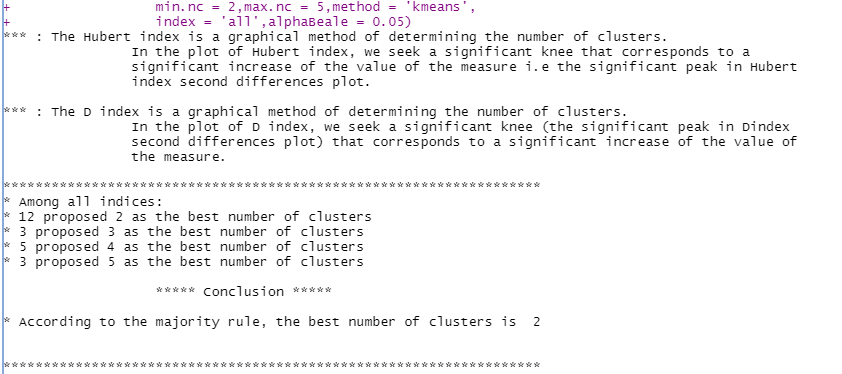 + min.nc = 2,max.nc = 5,method = 'kmeans',
+ index = 'all',alphaBeale = 0.05)
*** : The Hubert index is a graphical method of determining the number of clusters.
In the plot of Hubert index, we seek a significant knee that corresponds to a
significant increase of the value of the measure i.e the significant peak in Hubert
index second differences plot.
*** : The D index is a graphical method of determining the number of clusters.
In the plot of D index, we seek a significant knee (the significant peak in Dindex
second differences plot) that corresponds to a significant increase of the value of
the measure.
*******************************************************************
* Among all indices:
* 12 proposed 2 as the best number of clusters
* 3 proposed 3 as the best number of clusters
* 5 proposed 4 as the best number of clusters
* 3 proposed 5 as the best number of clusters
***** Conclusion *****
* According to the majority rule, the best number of clusters is 2
*******************************************************************